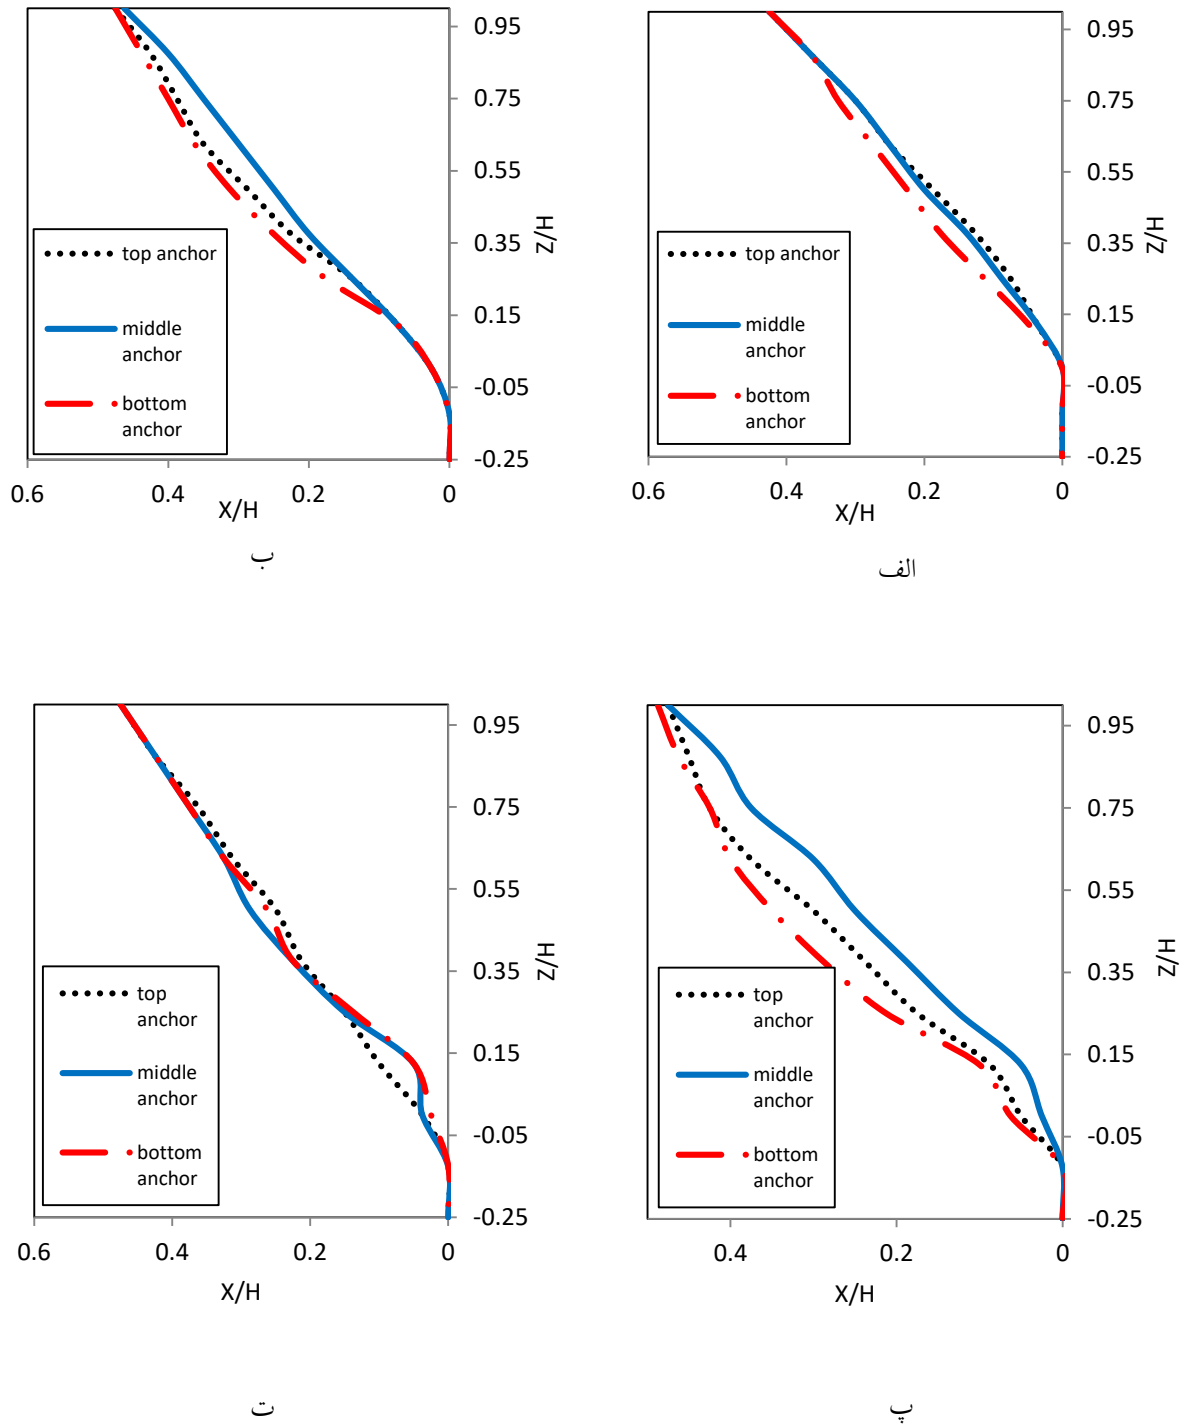 0.95
0.75
0.55
0.35
0.15
-0.05
-0.25
Z/H
top anchor
middle
anchor
bottom
anchor
0.6
0.4
0.2
0
X/H
ب
0.95
0.75
0.55
0.35
0.15
-0.05
-0.25
Z/H
top anchor
middle
anchor
bottom
anchor
0.6
0.4
0.2
0
X/H
الف
0.95
0.75
0.55
0.35
0.15
-0.05
-0.25
Z/H
top
anchor
middle
anchor
bottom
anchor
0.6
0.4
0.2
0
X/H
ت
0.95
0.75
0.55
0.35
0.15
-0.05
-0.25
Z/H
top
anchor
middle
anchor
bottom
anchor
0.4
0.2
0
X/H
پ